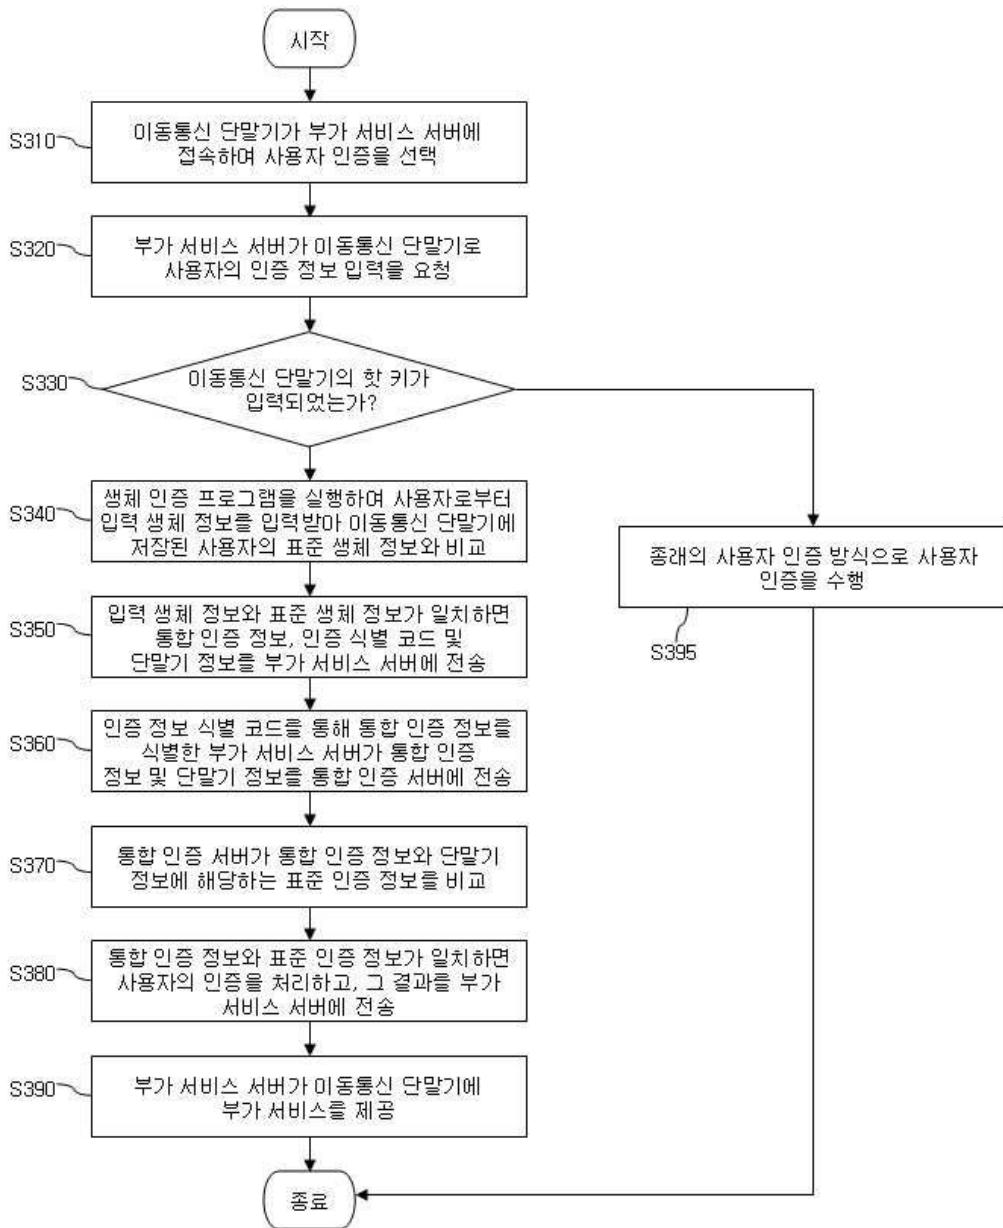 시작
S310
이동통신 단말기가 부가 서비스 서버에
접속하여 사용자 인증을 선택
S320
부가 서비스 서버가 이동통신 단말기로
사용자의 인증 정보 입력을 요청
S330
이동통신 단말기의 핫 키가
입력되었는가?
S340
생체 인증 프로그램을 실행하여 사용자로부터
입력 생체 정보를 입력받아 이동통신 단말기에
저장된 사용자의 표준 생체 정보와 비교
종래의 사용자 인증 방식으로 사용자
인증을 수행
S395
S350
입력 생체 정보와 표준 생체 정보가 일치하면
통합 인증 정보, 인증 식별 코드 및
단말기 정보를 부가 서비스 서버에 전송
S360
인증 정보 식별 코드를 통해 통합 인증 정보를
식별한 부가 서비스 서버가 통합 인증
정보 및 단말기 정보를 통합 인증 서버에 전송
S370
통합 인증 서버가 통합 인증 정보와 단말기
정보에 해당하는 표준 인증 정보를 비교
S380
통합 인증 정보와 표준 인증 정보가 일치하면
사용자의 인증을 처리하고, 그 결과를 부가
서비스 서버에 전송
S390
부가 서비스 서버가 이동통신 단말기에
부가 서비스를 제공
종료